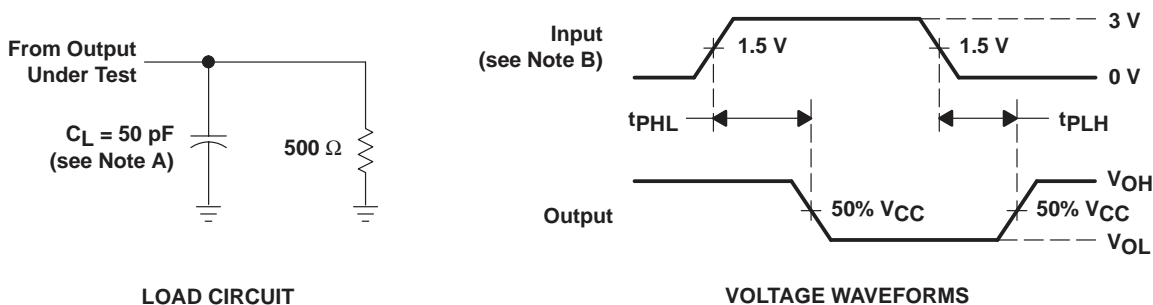 From Output
Under Test
CL = 50 pF
(see Note A)
500 Ω
LOAD CIRCUIT
Input
(see Note B)
1.5 V
1.5 V
3 V
0 V
tPHL
tPLH
Output
50% VCC
50% VCC
VOH
VOL
VOLTAGE WAVEFORMS